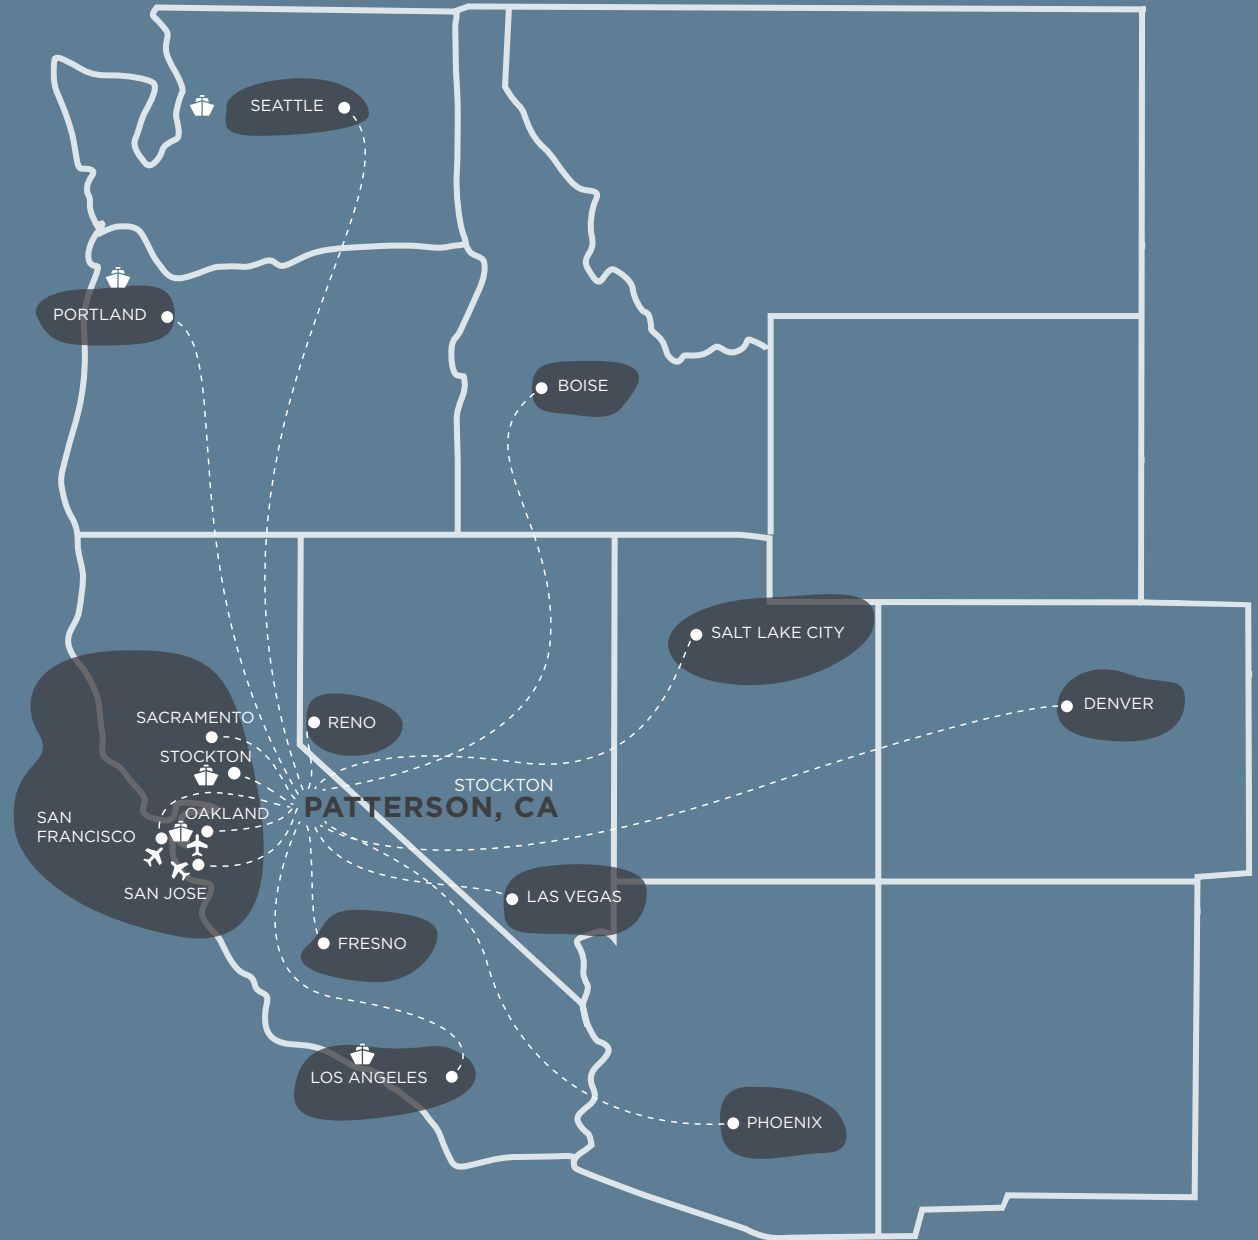 SEATTLE
PORTLAND
BOISE
SALT LAKE CITY
DENVER
SACRAMENTO
RENO
STOCKTON
STOCKTON
PATTERSON, CA
OAKLAND
SAN
FRANCISCO
SAN JOSE
LAS VEGAS
FRESNO
LOS ANGELES
PHOENIX